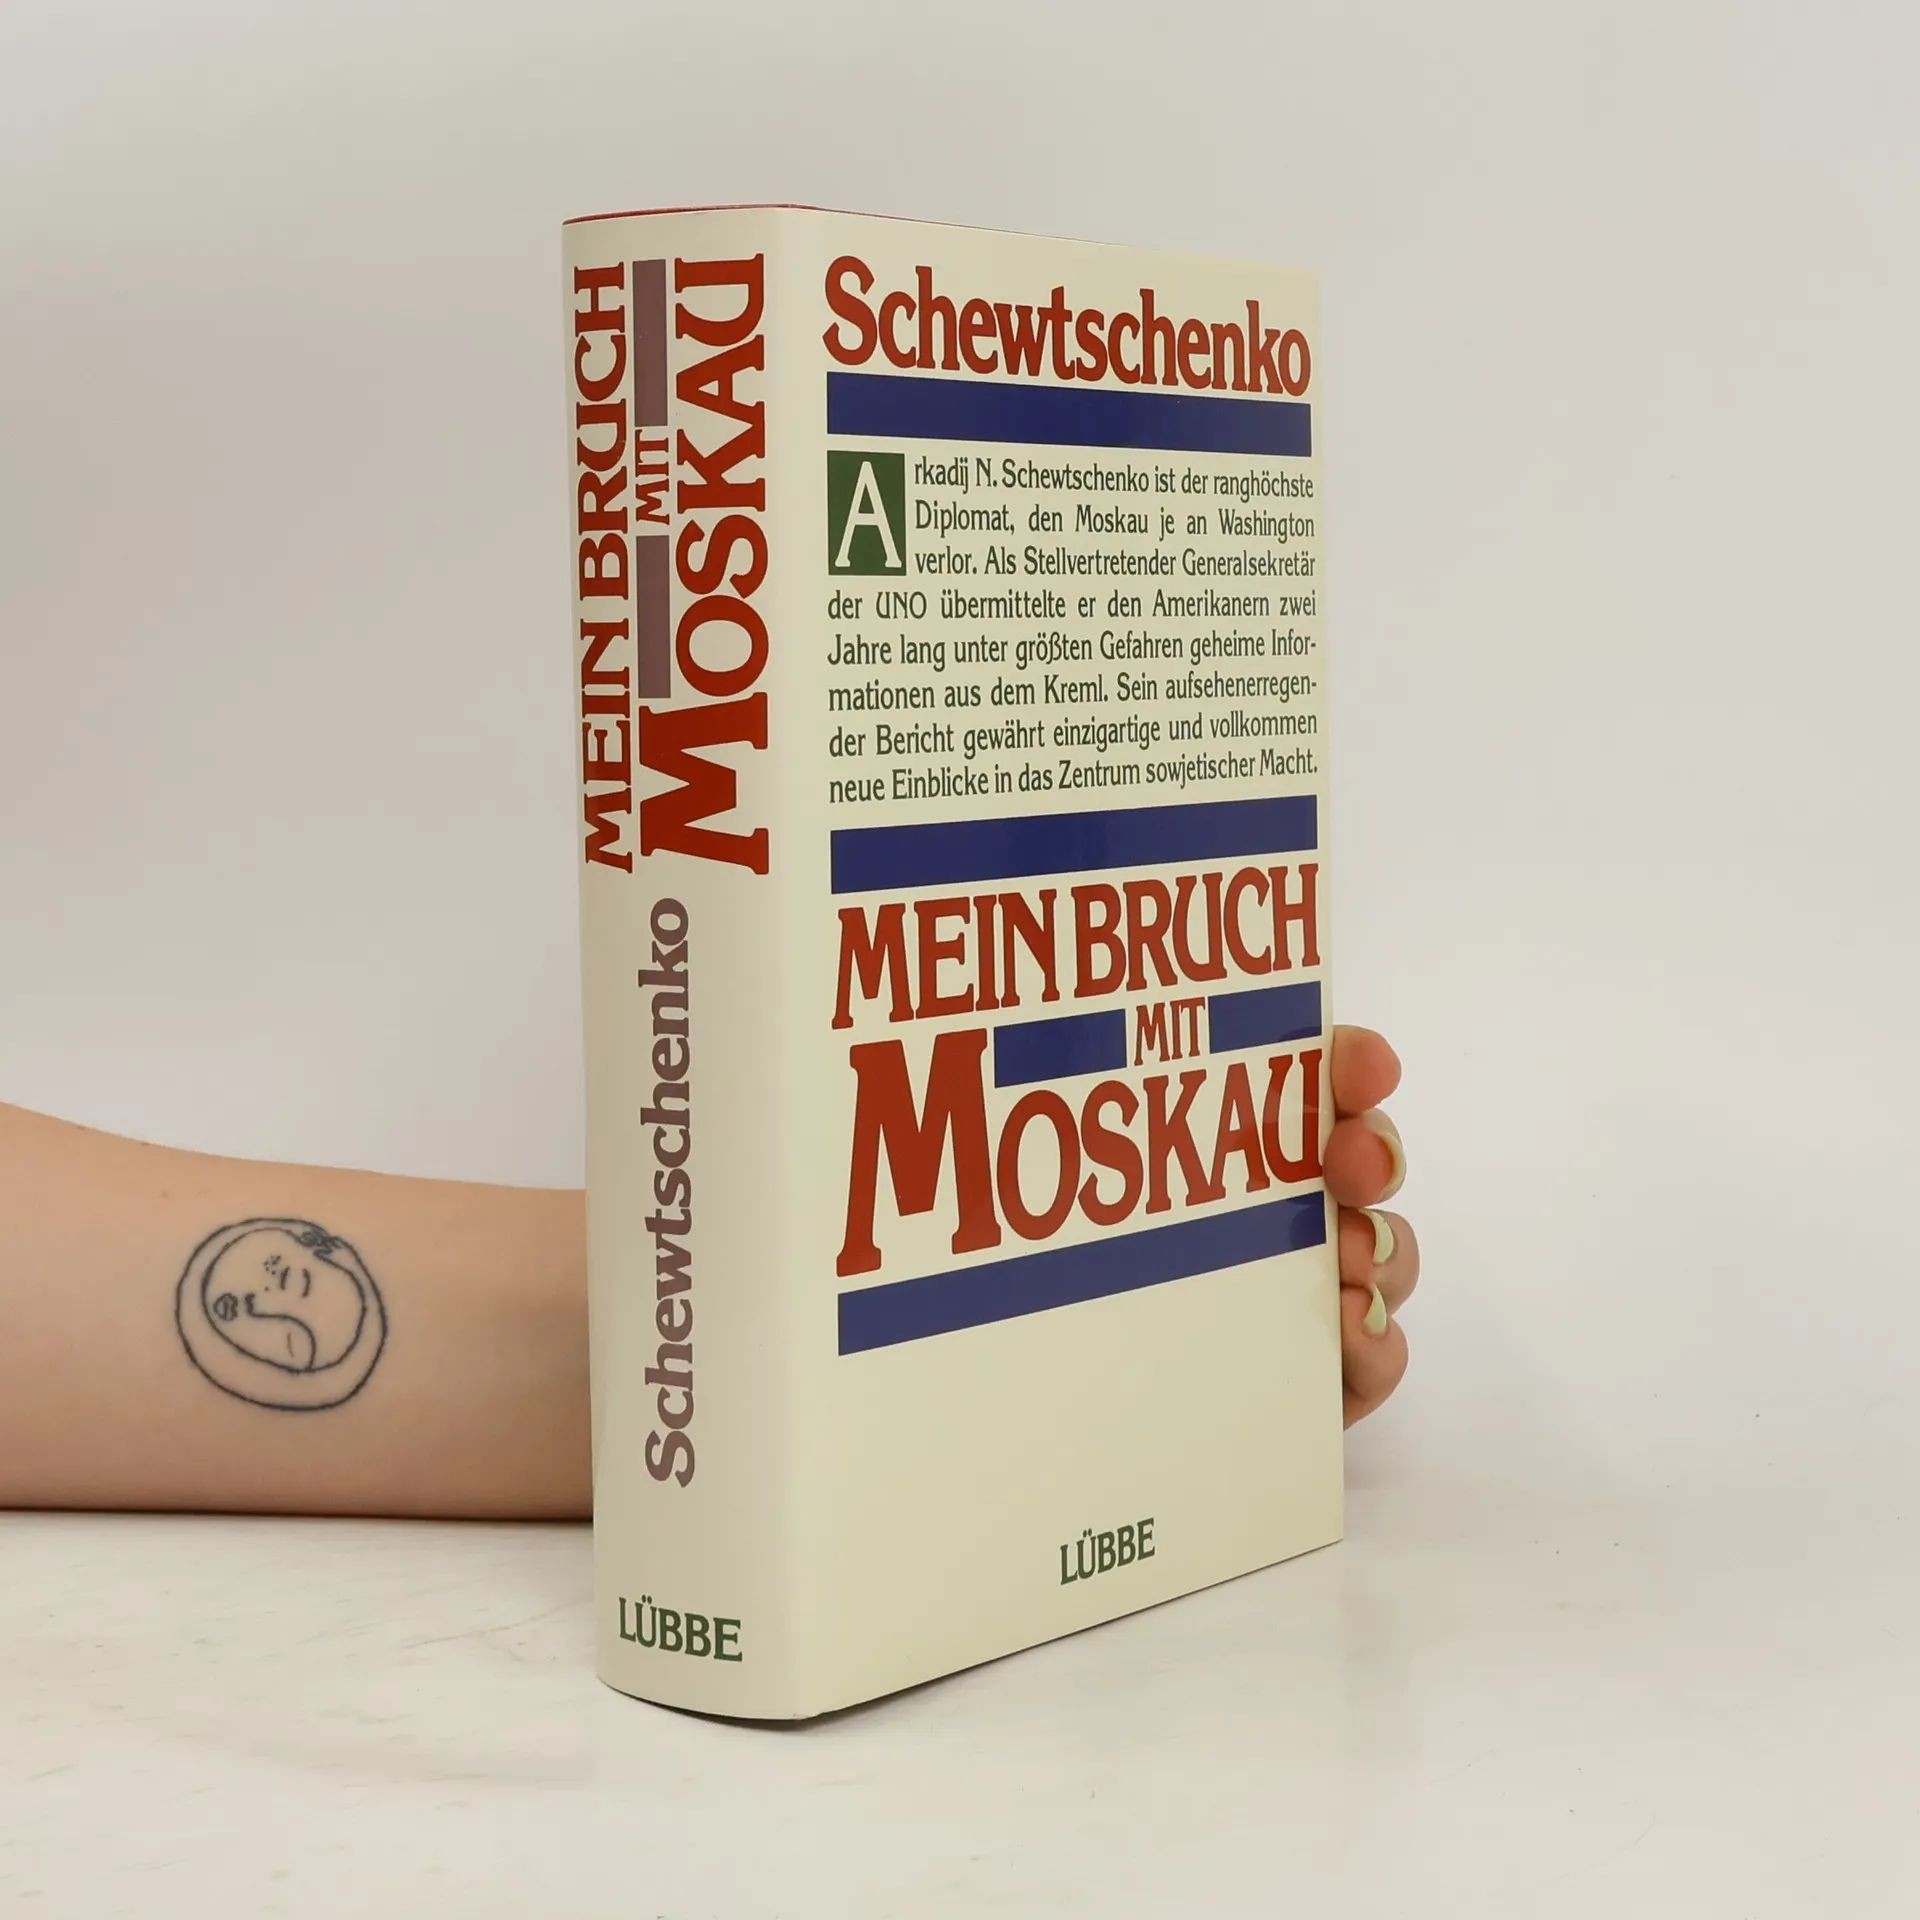 MEIN BRUCH
MIT
MOSKAU
Schewtschenko
LÜBBE
Schewtschenko
Arkadij N. Schewtschenko ist der ranghöchste
Diplomat, den Moskau je an Washington
verlor. Als Stellvertretender Generalsekretär
der UNO übermittelte er den Amerikanern zwei
Jahre lang unter größten Gefahren geheime Infor-
mationen aus dem Kreml. Sein aufsehenerregen-
der Bericht gewährt einzigartige und vollkommen
neue Einblicke in das Zentrum sowjetischer Macht.
MEIN BRUCH
MIT
MOSKAU
LÜBBE